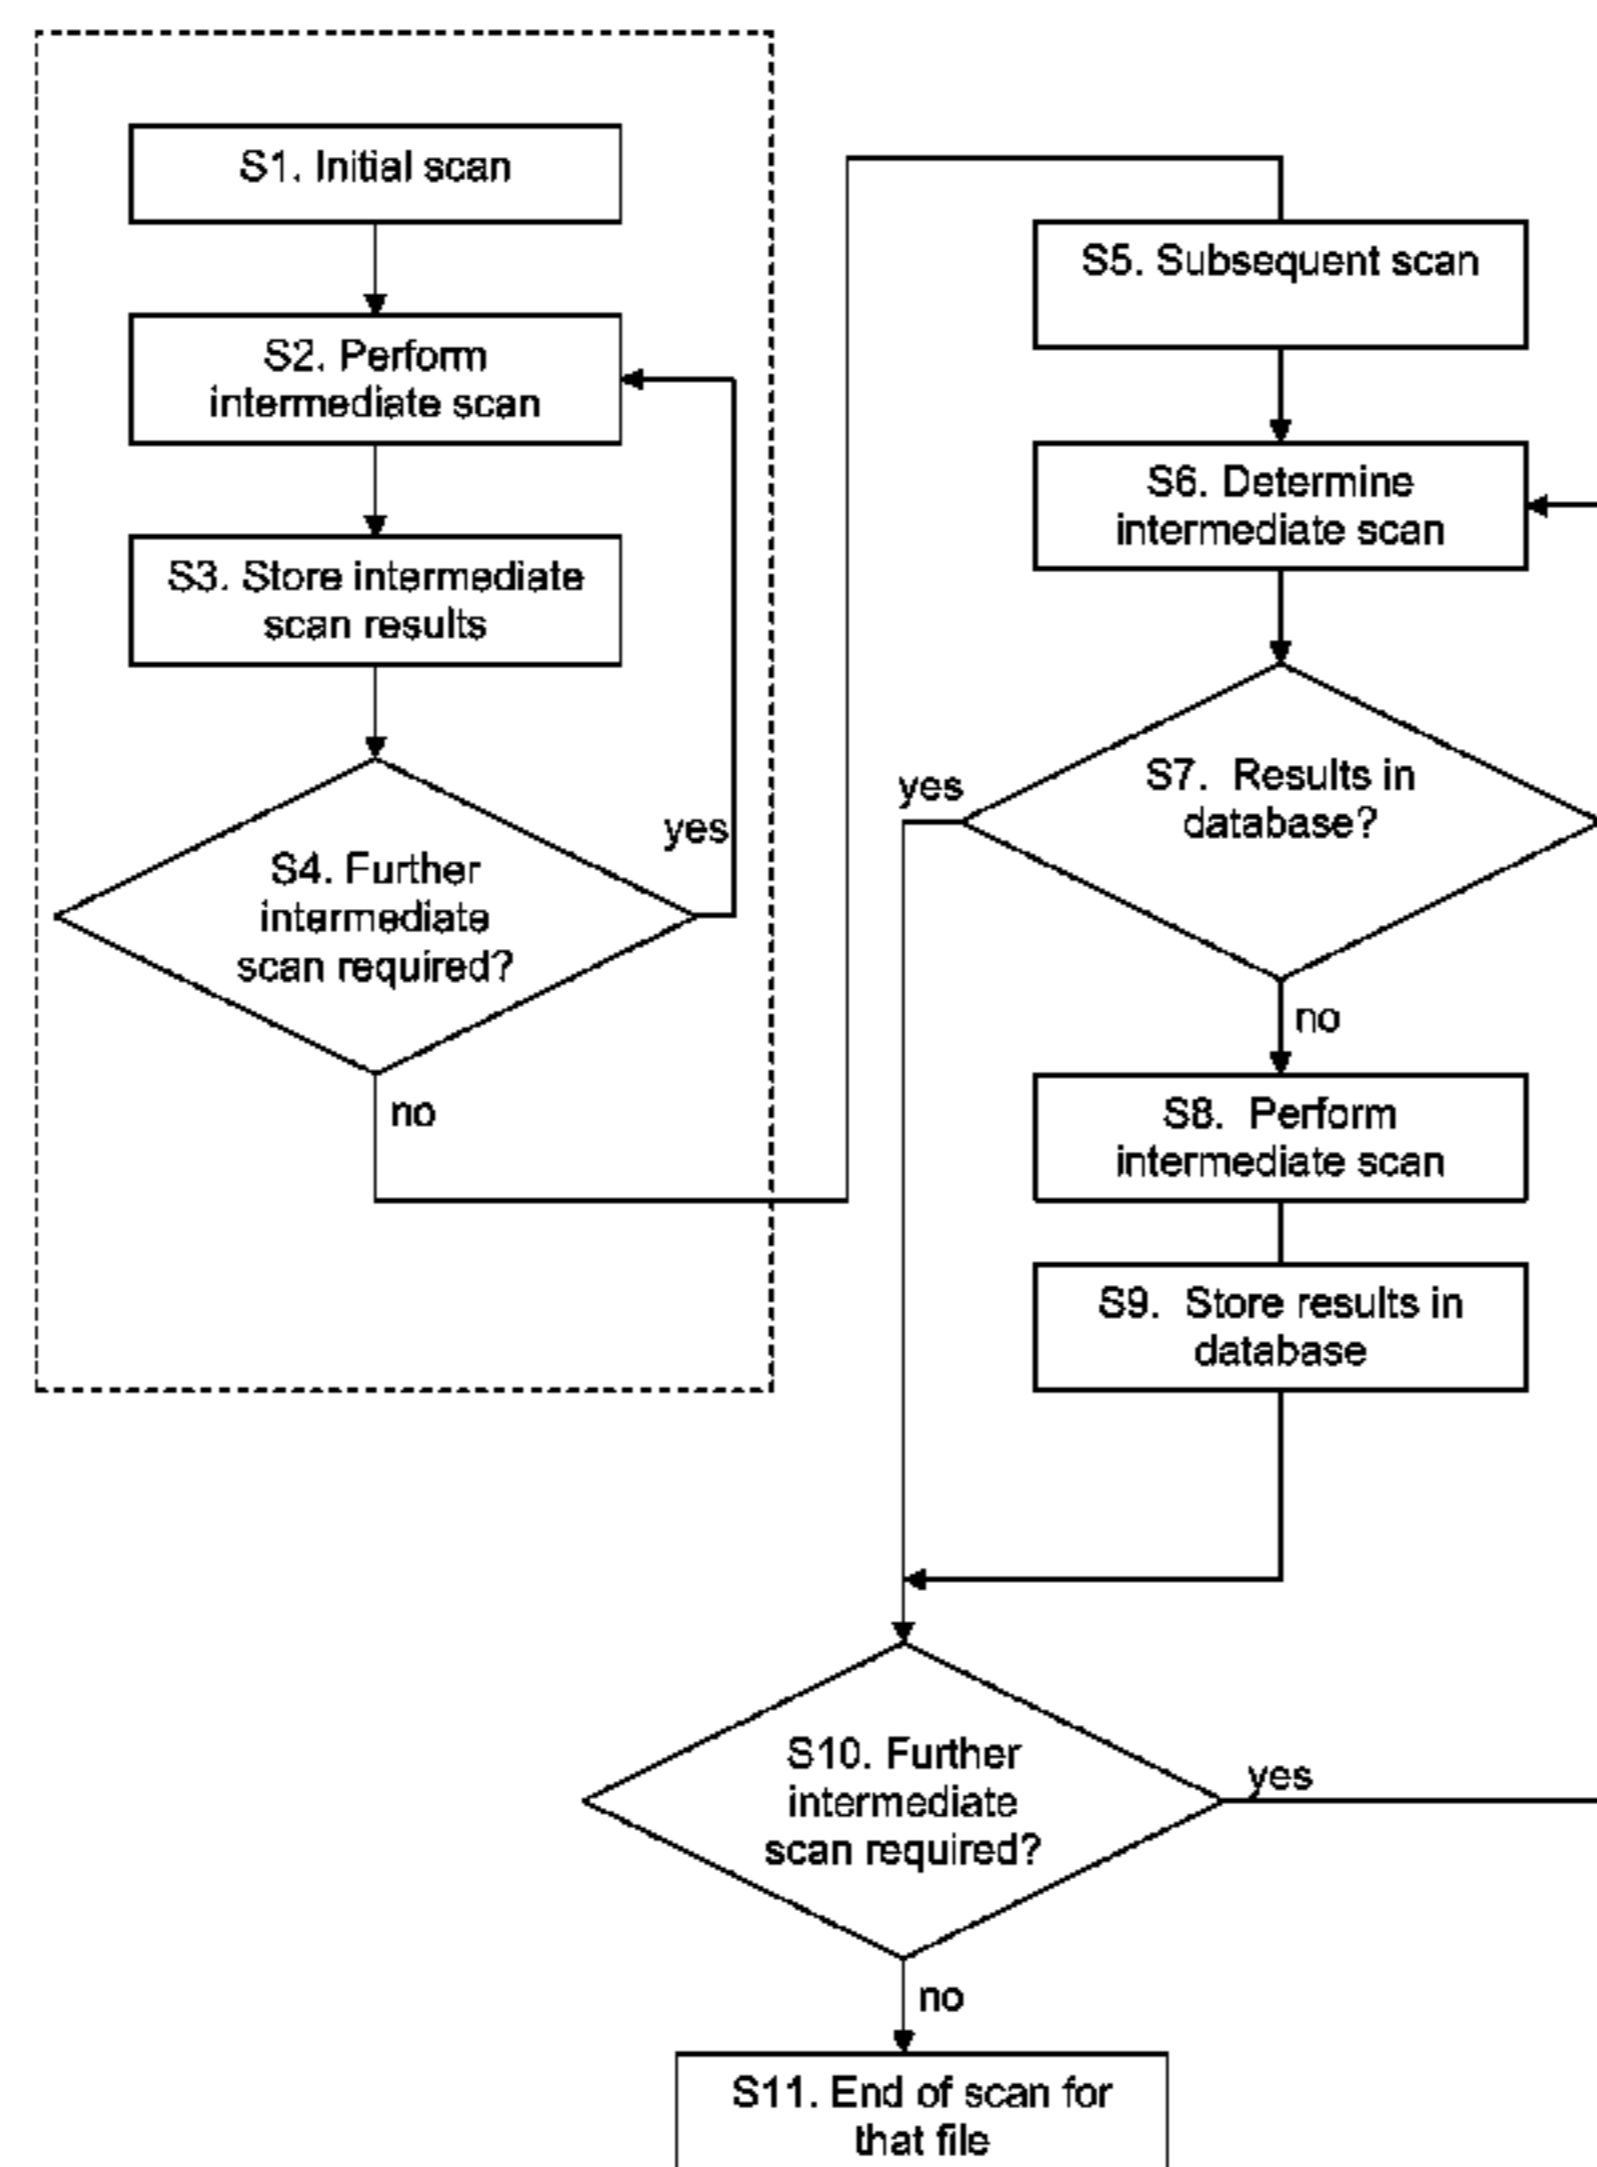 S1. Initial scan
S2. Perform
intermediate scan
S3. Store intermediate
scan results
S4. Further
intermediate
scan required?
yes
no
S5. Subsequent scan
S6. Determine
intermediate scan
S7. Results in
database?
yes
no
S8. Perform
intermediate scan
S9. Store results in
database
S10. Further
intermediate
scan required?
yes
no
S11. End of scan for
that file